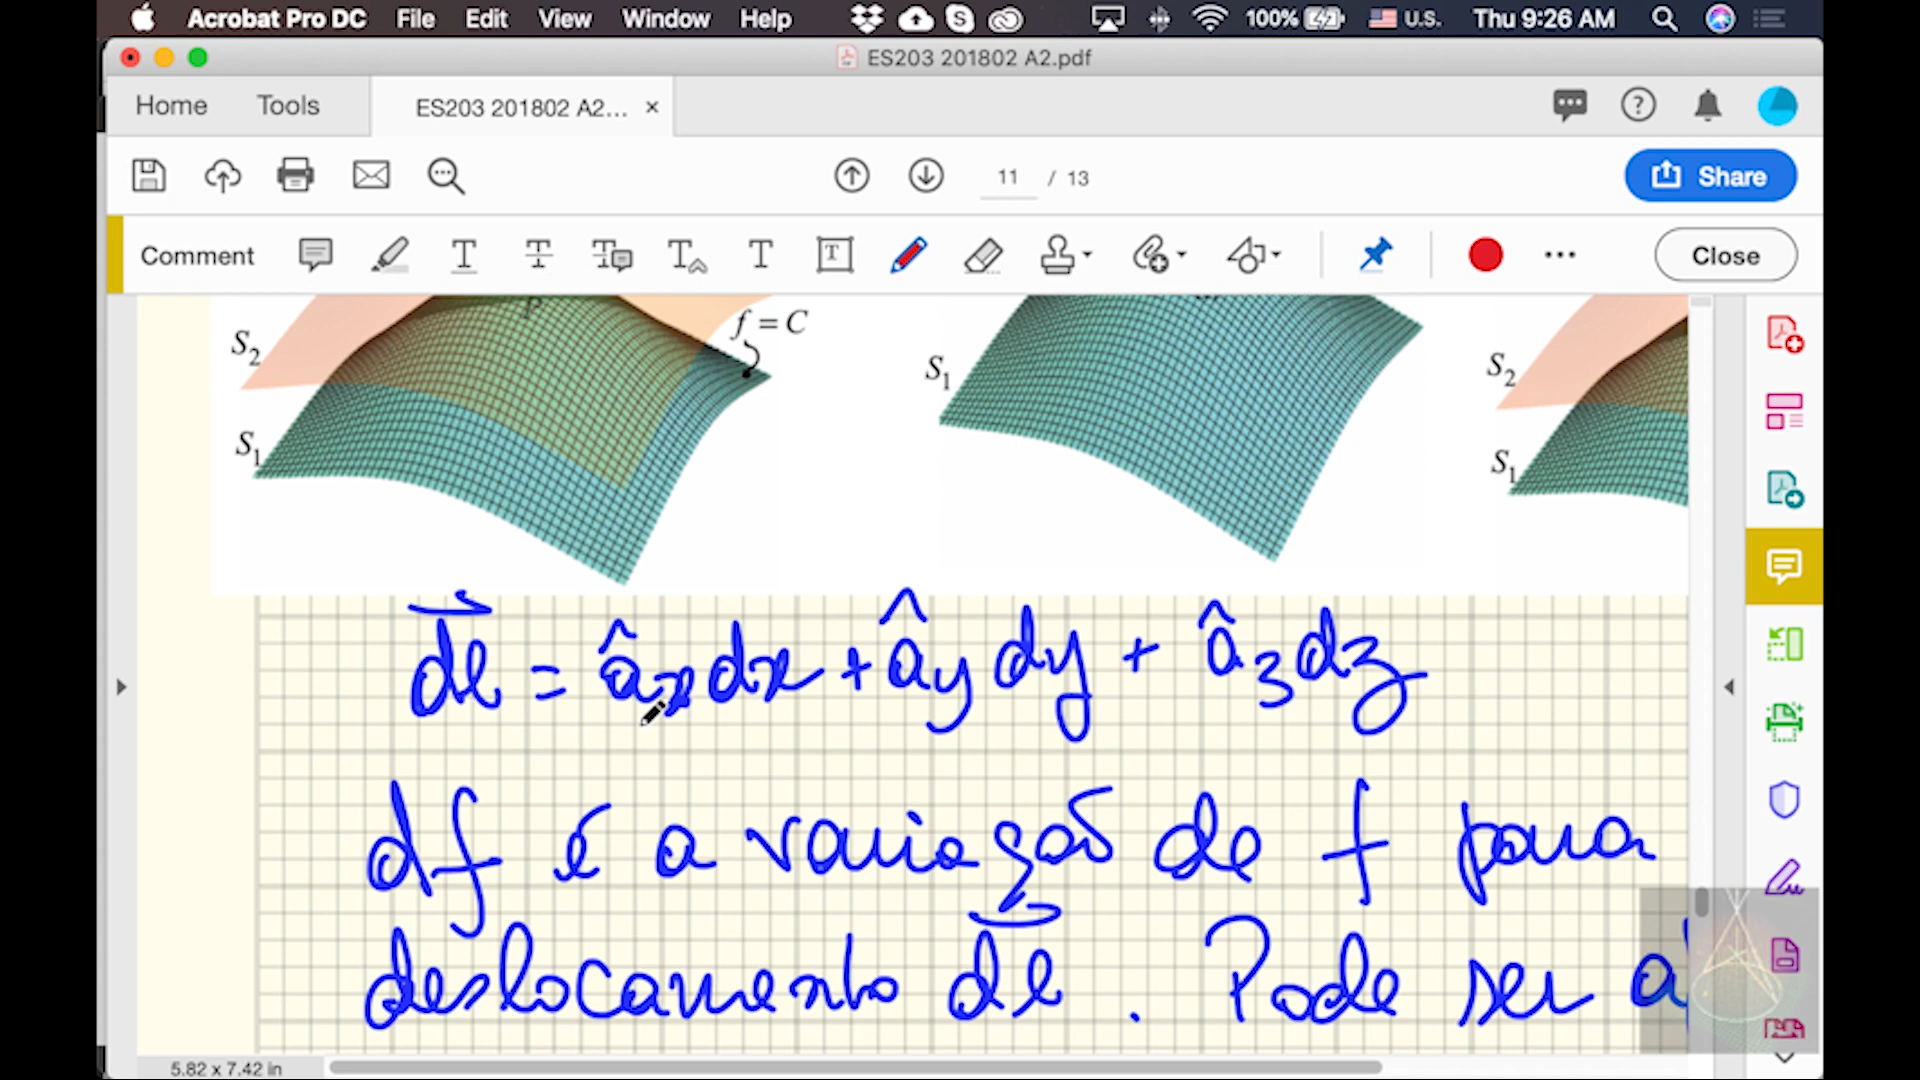 Acrobat Pro DC File Edit View Window Help 100% U.S. Thu 9:26 AM
ES203 201802 A2.pdf
Home Tools ES203 201802 A2... ×
11 / 13 Share
Comment Close
S2 f = C S1 S2
S1 S1
dl = âx dx + ây dy + âz dz
df é a variação de f para
deslocamento dl. Pode ser a
5.82 x 7.42 in